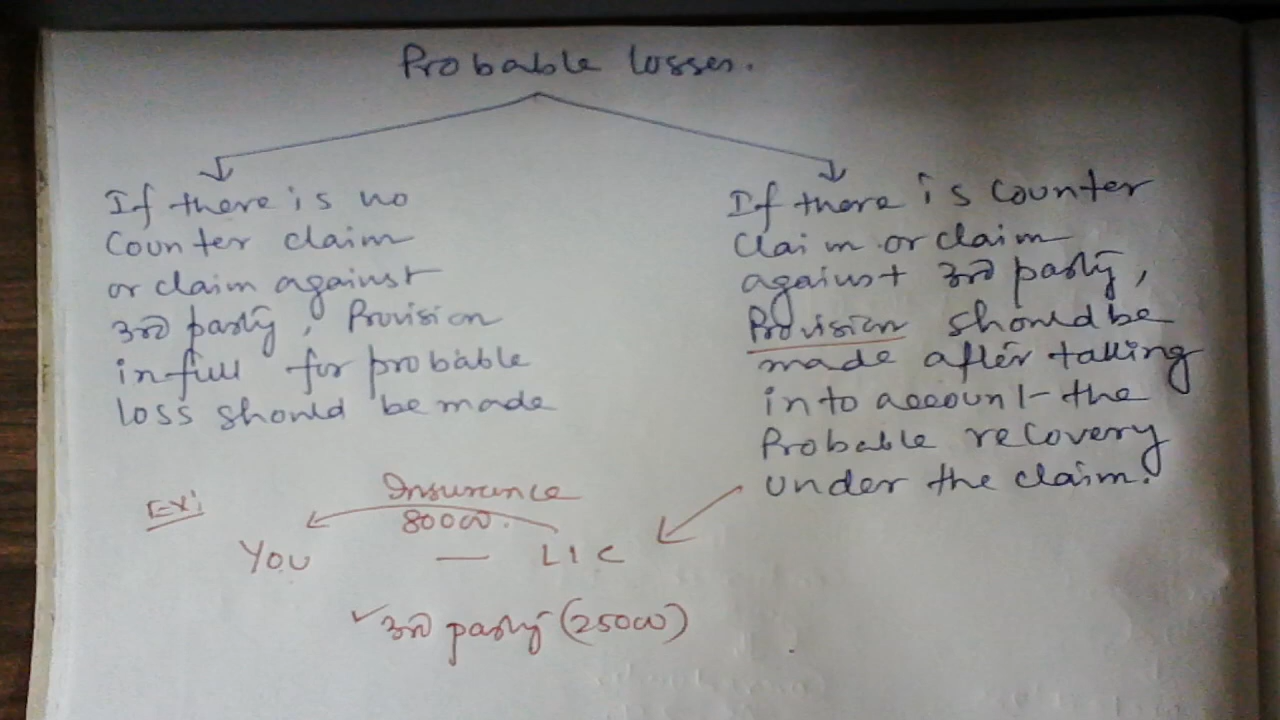 Probable losses.
If there is no
Counter claim
or claim against
3rd party, Provision
in full for probable
loss should be made
If there is counter
claim or claim
against 3rd party,
Provision should be
made after taking
into account the
Probable recovery
under the claim.
Ex:
Insurance
80000.
You — LIC
✓3rd party (25000)